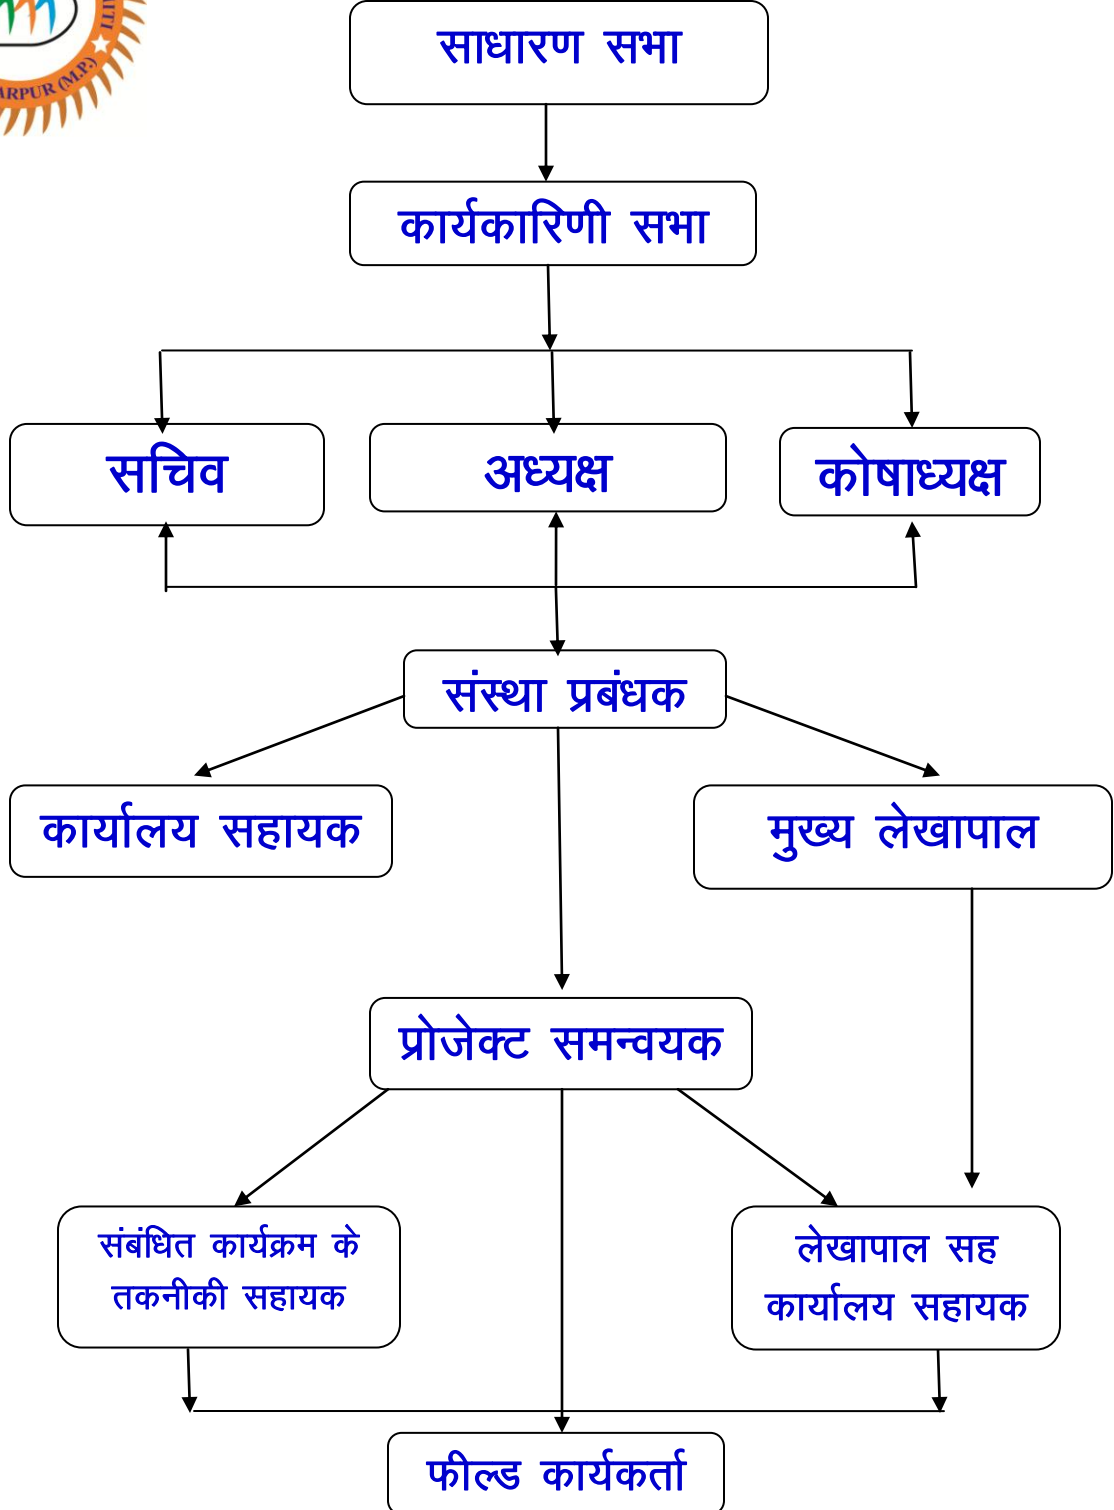 साधारण सभा
कार्यकारिणी सभा
सचिव
अध्यक्ष
कोषाध्यक्ष
संस्था प्रबंधक
कार्यालय सहायक
मुख्य लेखापाल
प्रोजेक्ट समन्वयक
संबंधित कार्यक्रम के
तकनीकी सहायक
लेखापाल सह
कार्यालय सहायक
फील्ड कार्यकर्ता
(M.P.)